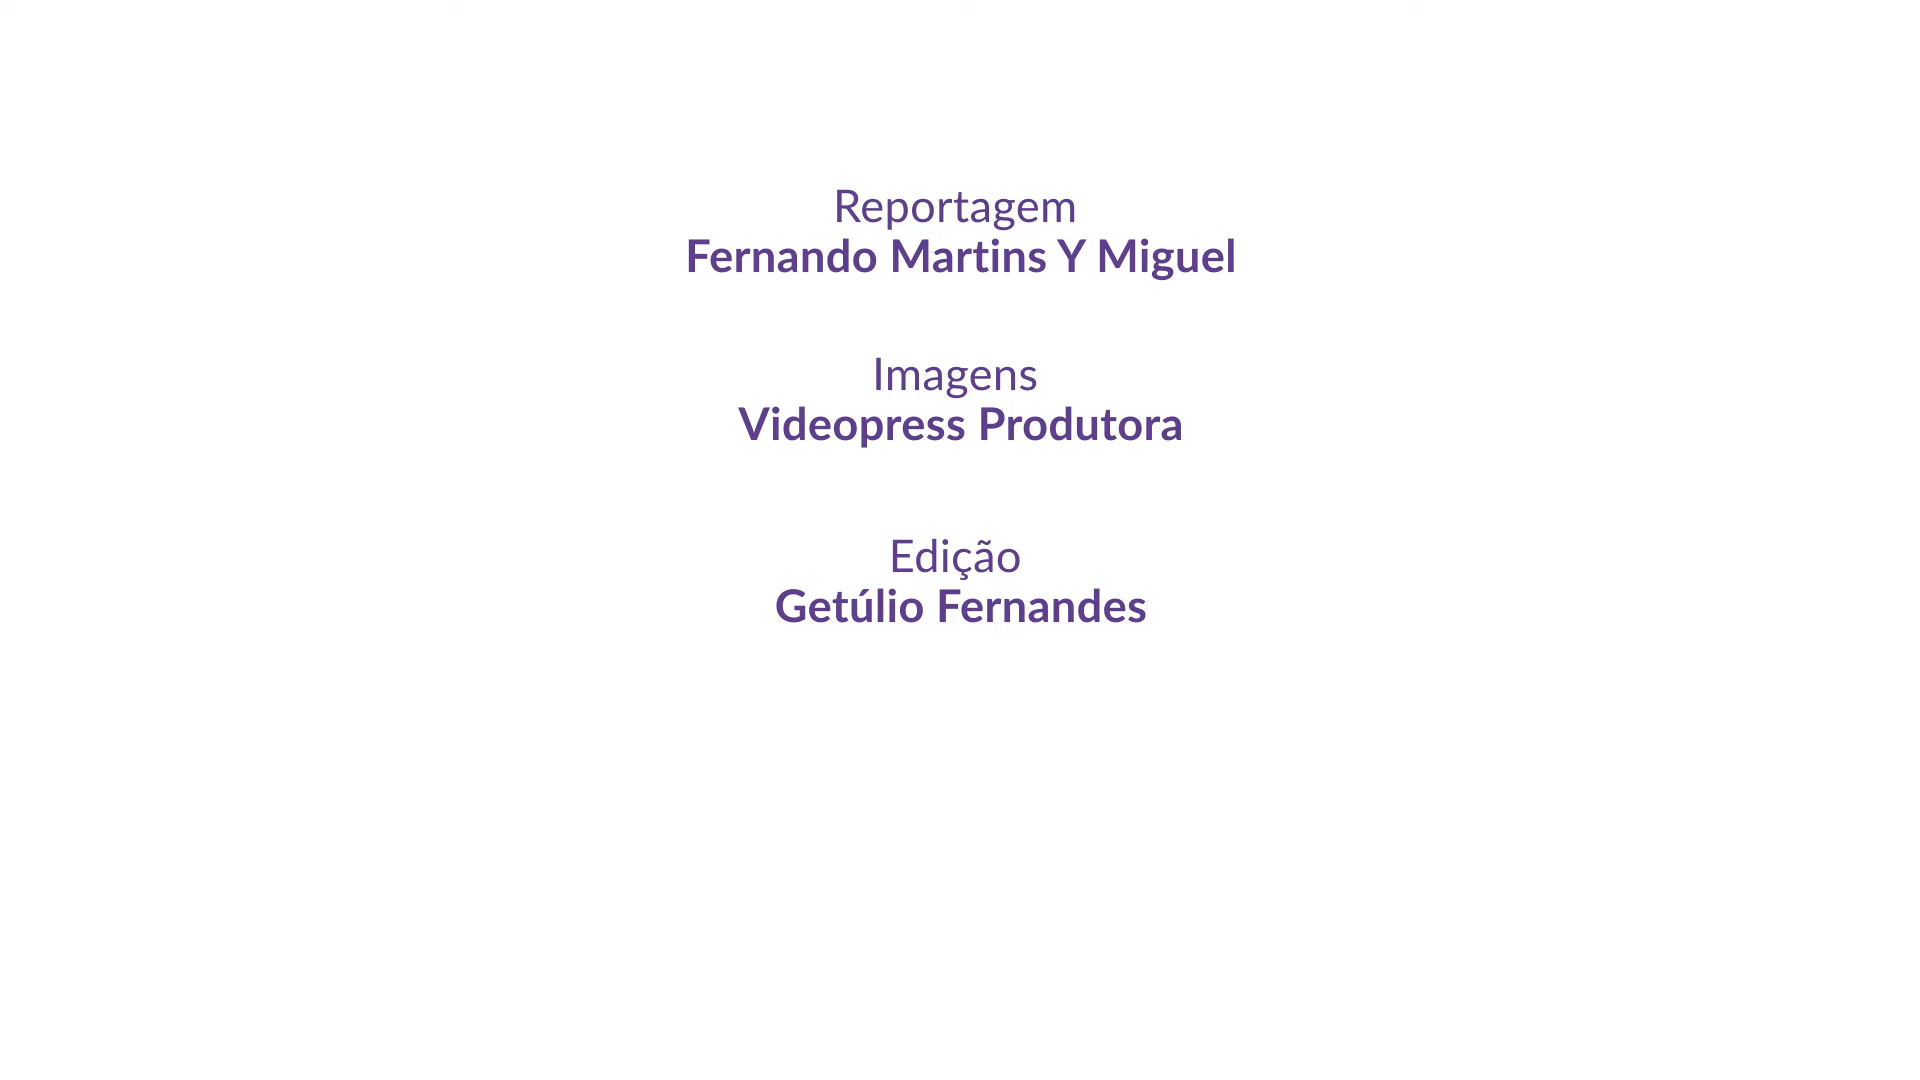 Reportagem
Fernando Martins Y Miguel
Imagens
Videopress Produtora
Edição
Getúlio Fernandes